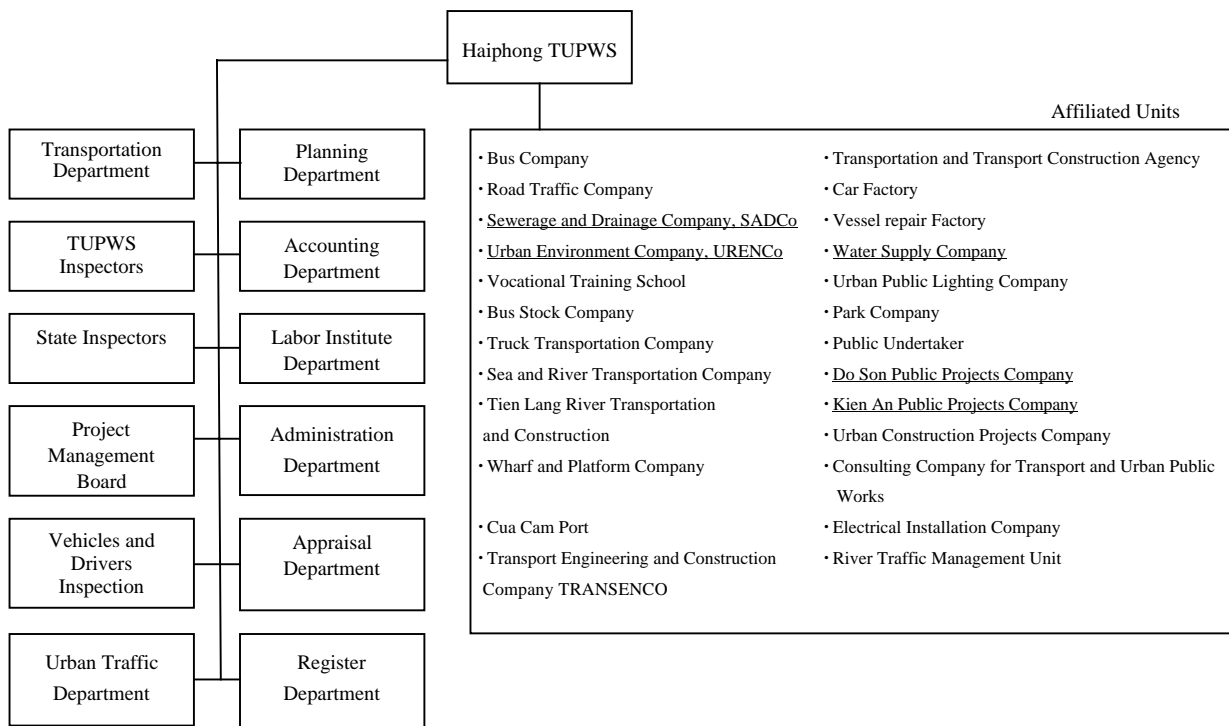 Haiphong TUPWS
Transportation
Department
Planning
Department
TUPWS
Inspectors
Accounting
Department
State Inspectors
Labor Institute
Department
Project
Management
Board
Administration
Department
Vehicles and
Drivers
Inspection
Appraisal
Department
Urban Traffic
Department
Register
Department
Affiliated Units
・Bus Company
・Road Traffic Company
・Sewerage and Drainage Company, SADCo
・Urban Environment Company, URENCo
・Vocational Training School
・Bus Stock Company
・Truck Transportation Company
・Sea and River Transportation Company
・Tien Lang River Transportation
and Construction
・Wharf and Platform Company
・Cua Cam Port
・Transport Engineering and Construction
Company TRANSENCO
・Transportation and Transport Construction Agency
・Car Factory
・Vessel repair Factory
・Water Supply Company
・Urban Public Lighting Company
・Park Company
・Public Undertaker
・Do Son Public Projects Company
・Kien An Public Projects Company
・Urban Construction Projects Company
・Consulting Company for Transport and Urban Public
Works
・Electrical Installation Company
・River Traffic Management Unit